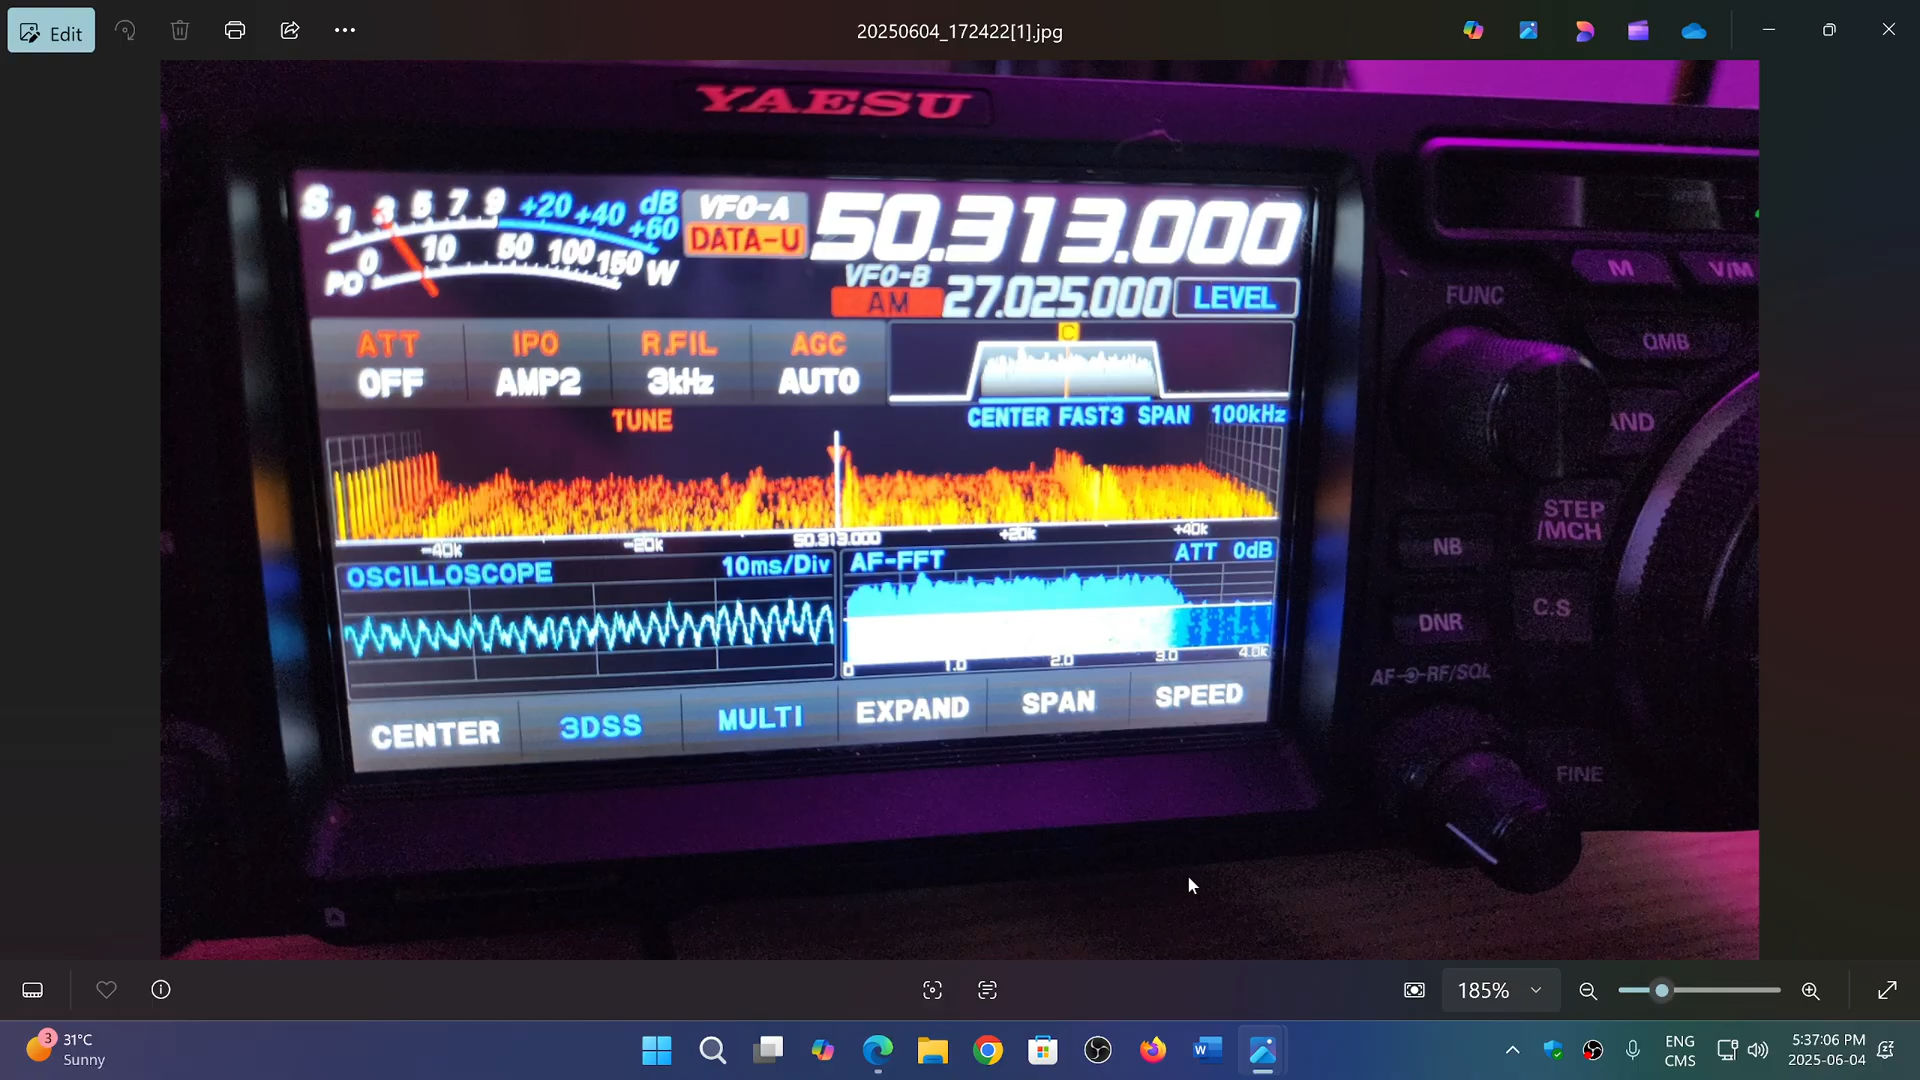 Edit
20250604_172422[1].jpg
YAESU
S 1 3 5 7 9 +20 +40 +60 dB
PO 0 10 50 100 150 W
VFO-A
DATA-U
50.313.000
VFO-B
AM
27.025.000
LEVEL
ATT IPO R.FIL AGC
OFF AMP2 3kHz AUTO
C
TUNE
CENTER FAST3 SPAN 100kHz
-40k -20k 50.313.000 +20k +40k
OSCILLOSCOPE 10ms/Div
AF-FFT ATT 0dB
0 1.0 2.0 3.0 4.0k
CENTER 3DSS MULTI EXPAND SPAN SPEED
M V/M
FUNC
QMB
AND
STEP
/MCH
NB
DNR C.S
AF RF/SQL
FINE
185%
3
31°C
Sunny
ENG
CMS
5:37:06 PM
2025-06-04